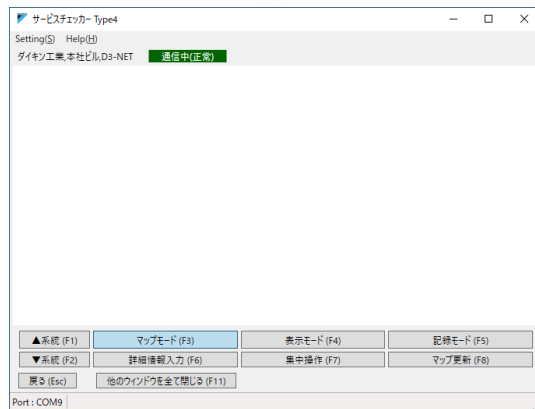 サービスチェッカー Type4
Setting(S) Help(H)
ダイキン工業,本社ビル,D3-NET 通信中(正常)
▲系統 (F1) マップモード (F3) 表示モード (F4) 記録モード (F5)
▼系統 (F2) 詳細情報入力 (F6) 集中操作 (F7) マップ更新 (F8)
戻る (Esc) 他のウィンドウを全て閉じる (F11)
Port : COM9